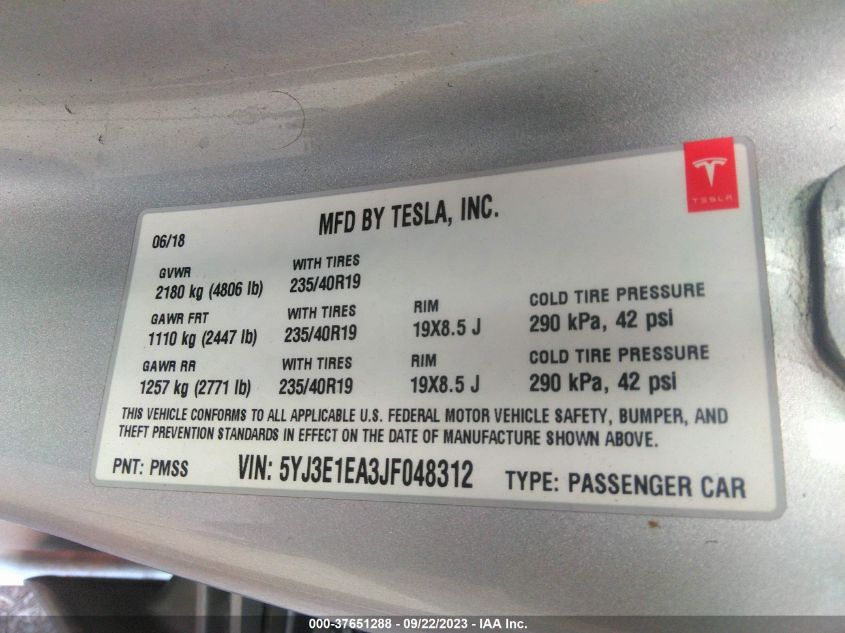 TESLA
MFD BY TESLA, INC.
06/18
GVWR WITH TIRES
2180 kg (4806 lb) 235/40R19
GAWR FRT WITH TIRES RIM COLD TIRE PRESSURE
1110 kg (2447 lb) 235/40R19 19X8.5 J 290 kPa, 42 psi
GAWR RR WITH TIRES RIM COLD TIRE PRESSURE
1257 kg (2771 lb) 235/40R19 19X8.5 J 290 kPa, 42 psi
THIS VEHICLE CONFORMS TO ALL APPLICABLE U.S. FEDERAL MOTOR VEHICLE SAFETY, BUMPER, AND
THEFT PREVENTION STANDARDS IN EFFECT ON THE DATE OF MANUFACTURE SHOWN ABOVE.
PNT: PMSS VIN: 5YJ3E1EA3JF048312 TYPE: PASSENGER CAR
000-37651288 - 09/22/2023 - IAA Inc.